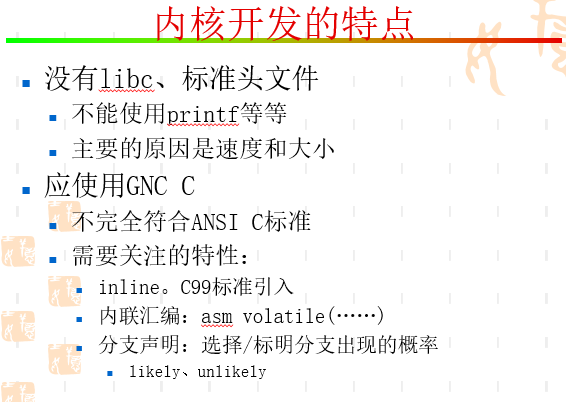 内核开发的特点
没有libc、标准头文件
不能使用printf等等
主要的原因是速度和大小
应使用GNC C
不完全符合ANSI C标准
需要关注的特性：
inline。C99标准引入
内联汇编：asm volatile(……)
分支声明：选择/标明分支出现的概率
likely、unlikely